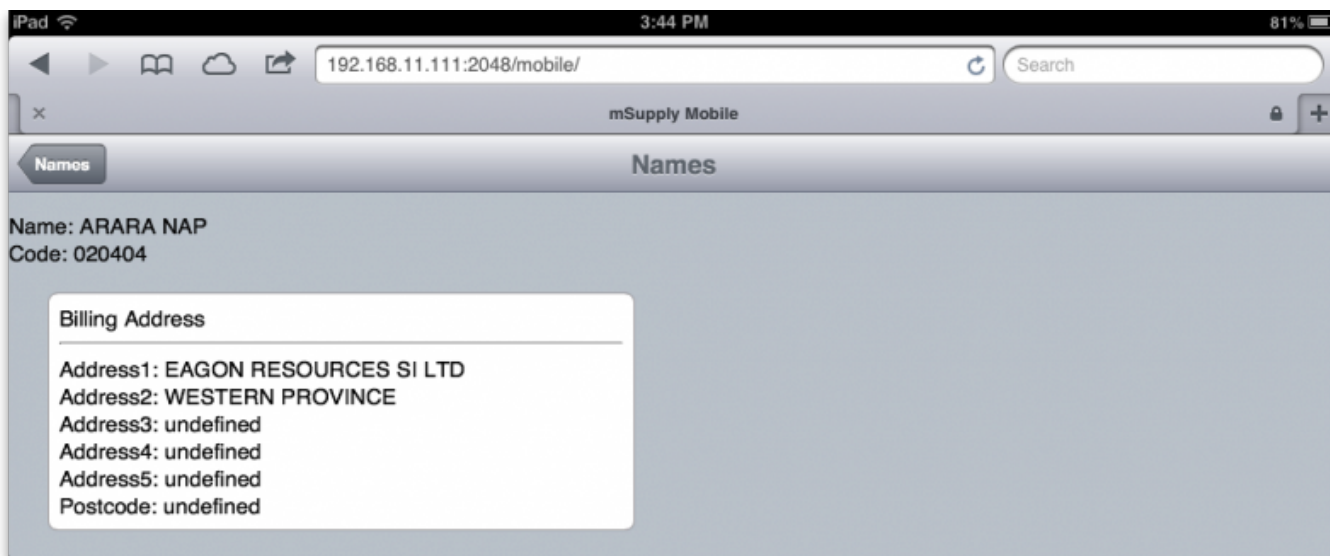 iPad 3:44 PM 81%
192.168.11.111:2048/mobile/ Search
× mSupply Mobile +
Names Names
Name: ARARA NAP
Code: 020404
Billing Address
Address1: EAGON RESOURCES SI LTD
Address2: WESTERN PROVINCE
Address3: undefined
Address4: undefined
Address5: undefined
Postcode: undefined